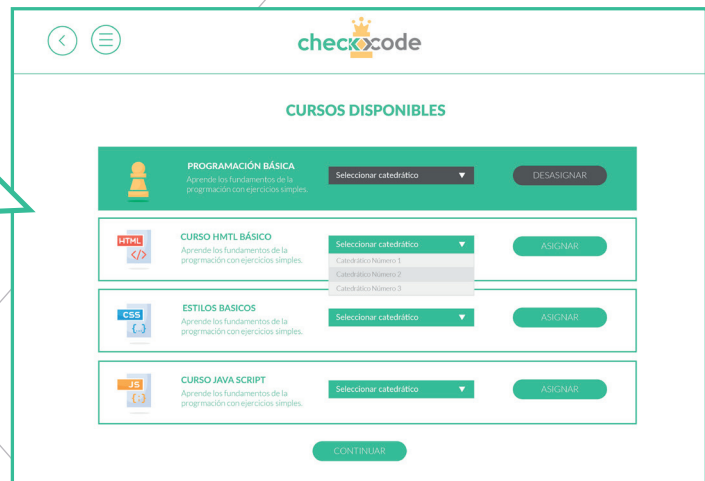 checkcode
CURSOS DISPONIBLES
PROGRAMACIÓN BÁSICA
Aprende los fundamentos de la
progrmación con ejercicios simples.
Seleccionar catedrático
DESASIGNAR
HTML
</>
CURSO HMTL BÁSICO
Aprende los fundamentos de la
progrmación con ejercicios simples.
Seleccionar catedrático
Catedrático Número 1
Catedrático Número 2
Catedrático Número 3
ASIGNAR
CSS
{..}
ESTILOS BASICOS
Aprende los fundamentos de la
progrmación con ejercicios simples.
Seleccionar catedrático
ASIGNAR
JS
{..}
CURSO JAVA SCRIPT
Aprende los fundamentos de la
progrmación con ejercicios simples.
Seleccionar catedrático
ASIGNAR
CONTINUAR